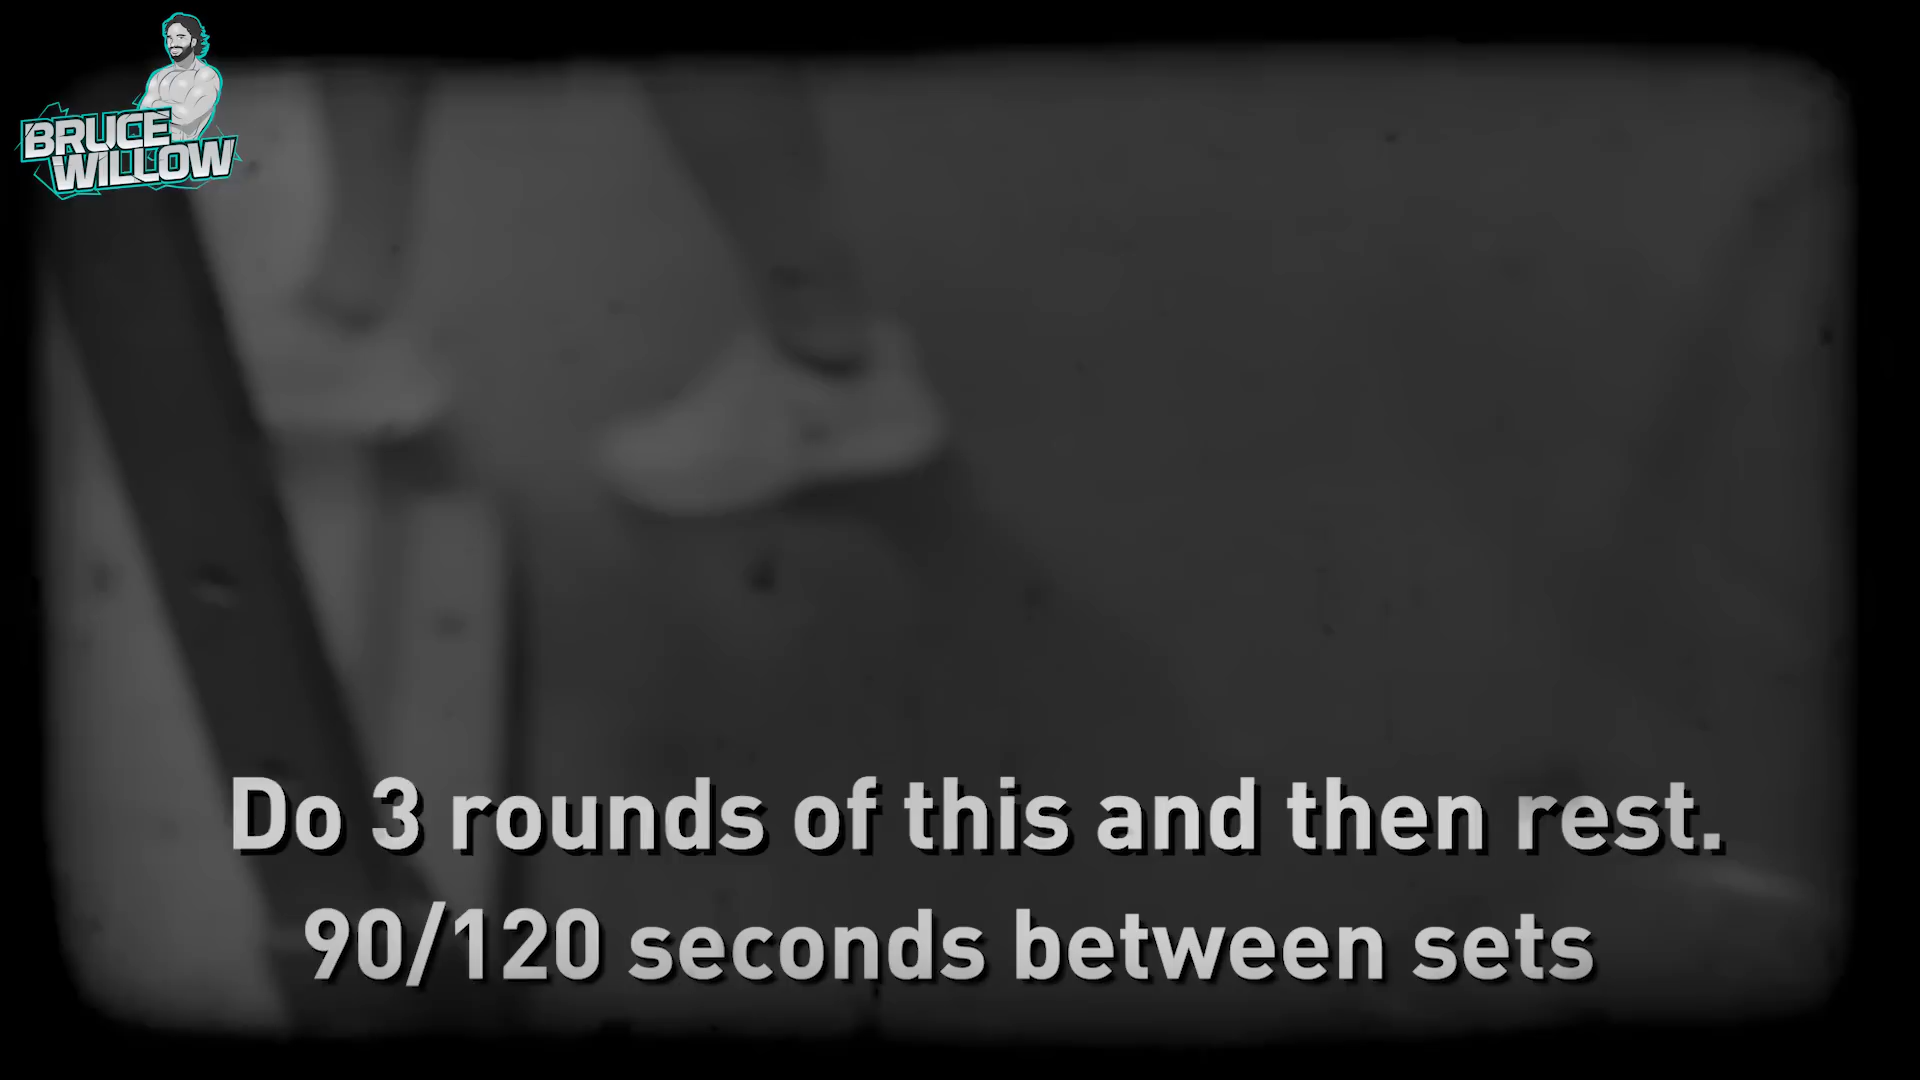 BRUCE
WILLOW
Do 3 rounds of this and then rest.
90/120 seconds between sets